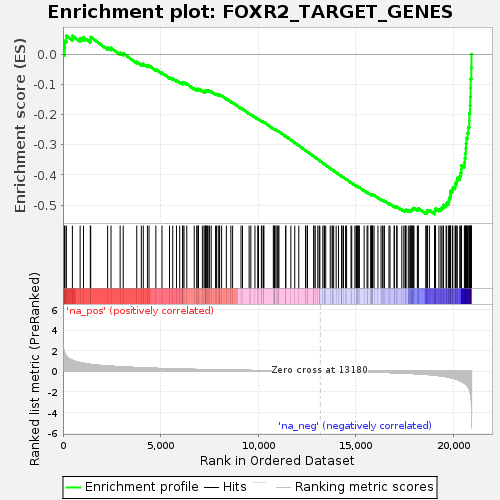 Enrichment plot: FOXR2_TARGET_GENES
Enrichment score (ES)
0.0
-0.1
-0.2
-0.3
-0.4
-0.5
'na_pos' (positively correlated)
Ranked list metric (PreRanked)
6
4
2
0
-2
-4
-6
Zero cross at 13180
'na_neg' (negatively correlated)
0
5,000
10,000
15,000
20,000
Rank in Ordered Dataset
Enrichment profile
Hits
Ranking metric scores